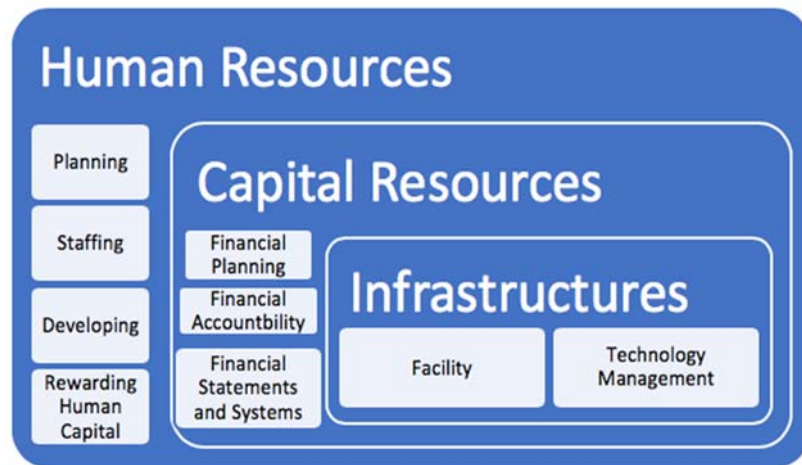 Human Resources
Planning
Staffing
Developing
Rewarding
Human
Capital
Capital Resources
Financial
Planning
Financial
Accountbility
Financial
Statements
and Systems
Infrastructures
Facility
Technology
Management